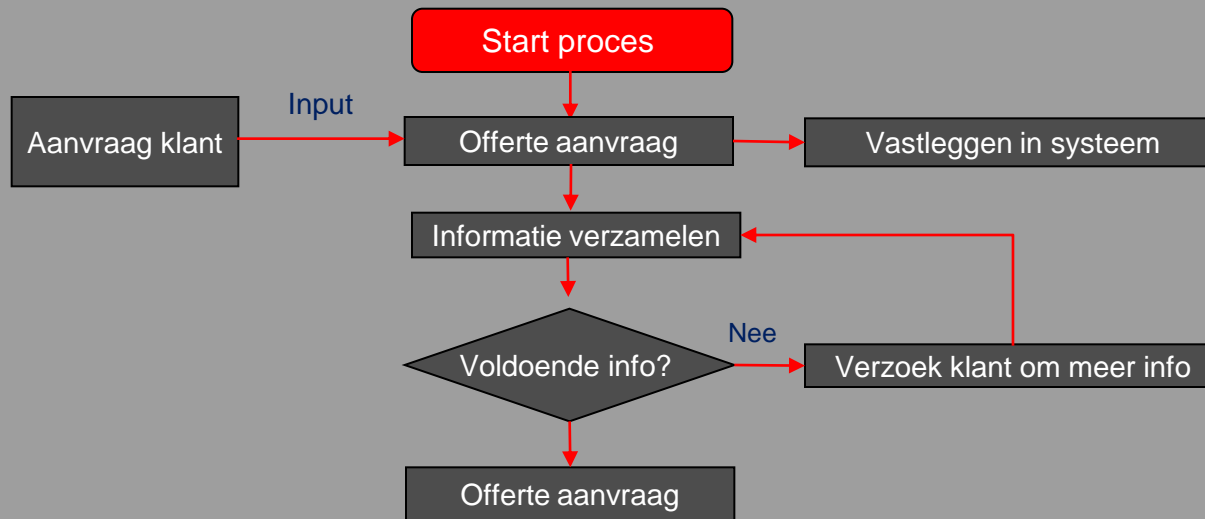 Start proces
Input
Aanvraag klant
Offerte aanvraag
Vastleggen in systeem
Informatie verzamelen
Nee
Voldoende info?
Verzoek klant om meer info
Offerte aanvraag